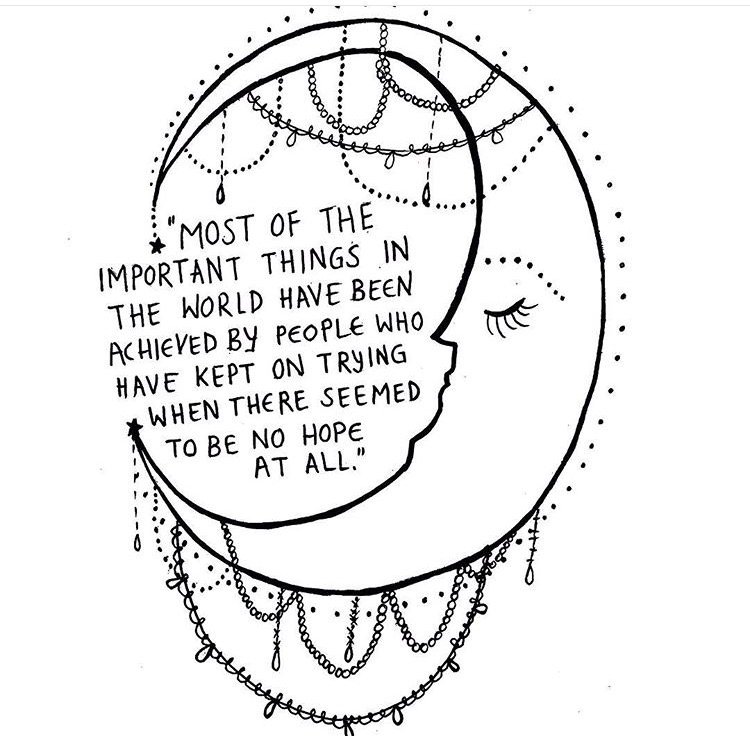 "MOST OF THE
IMPORTANT THINGS IN
THE WORLD HAVE BEEN
ACHIEVED BY PEOPLE WHO
HAVE KEPT ON TRYING
WHEN THERE SEEMED
TO BE NO HOPE
AT ALL."